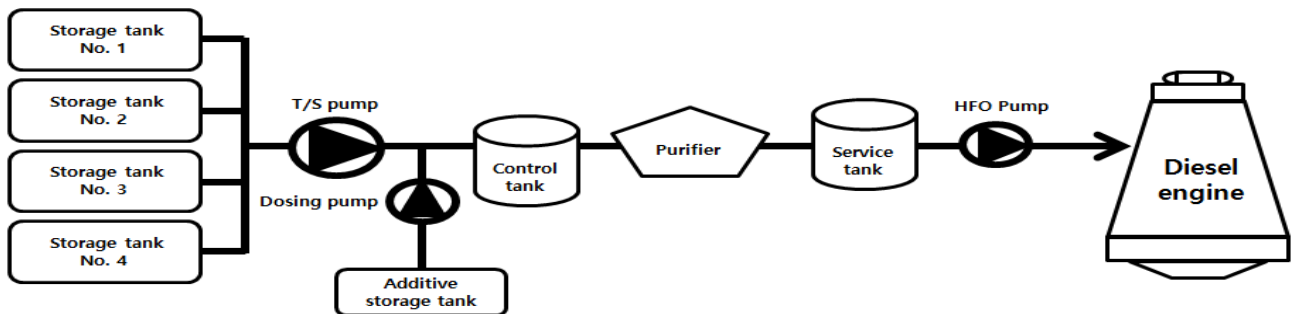 Storage tank
No. 1
Storage tank
No. 2
Storage tank
No. 3
Storage tank
No. 4
T/S pump
Dosing pump
Additive
storage tank
Control
tank
Purifier
Service
tank
HFO Pump
Diesel
engine